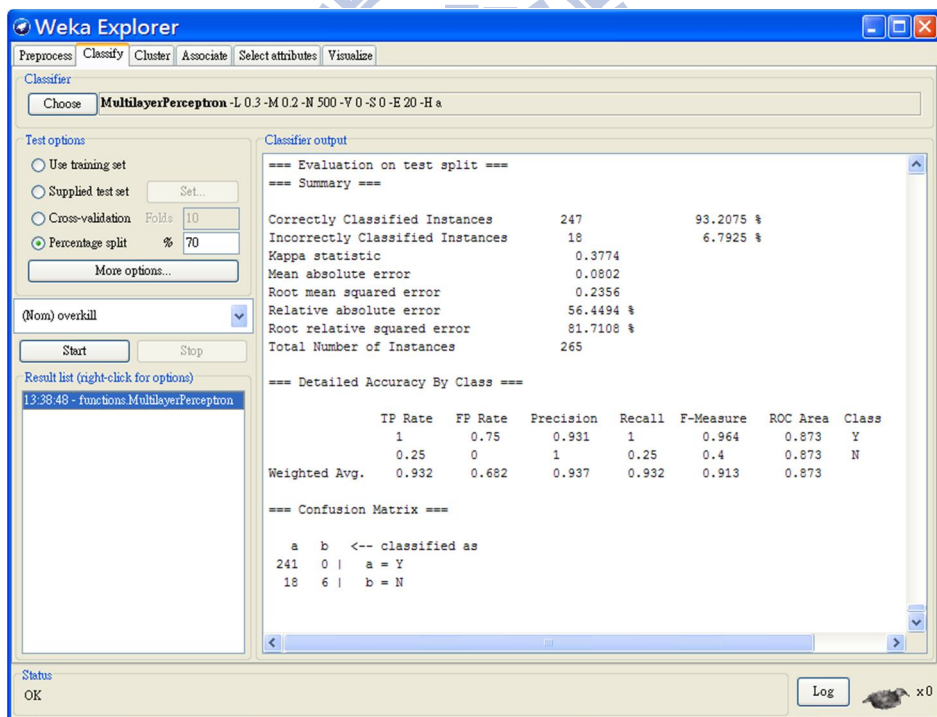 Weka Explorer
Preprocess Classify Cluster Associate Select attributes Visualize
Classifier
Choose MultilayerPerceptron -L 0.3 -M 0.2 -N 500 -V 0 -S 0 -E 20 -H a
Test options
Use training set
Supplied test set Set...
Cross-validation Folds 10
Percentage split % 70
More options...
(Nom) overkill
Start Stop
Result list (right-click for options)
13:38:48 - functions.MultilayerPerceptron
Classifier output
=== Evaluation on test split ===
=== Summary ===
Correctly Classified Instances 247 93.2075 %
Incorrectly Classified Instances 18 6.7925 %
Kappa statistic 0.3774
Mean absolute error 0.0802
Root mean squared error 0.2356
Relative absolute error 56.4494 %
Root relative squared error 81.7108 %
Total Number of Instances 265
=== Detailed Accuracy By Class ===
TP Rate FP Rate Precision Recall F-Measure ROC Area Class
1 0.75 0.931 1 0.964 0.873 Y
0.25 0 1 0.25 0.4 0.873 N
Weighted Avg. 0.932 0.682 0.937 0.932 0.913 0.873
=== Confusion Matrix ===
a b <-- classified as
241 0 | a = Y
18 6 | b = N
Status
OK
Log x 0